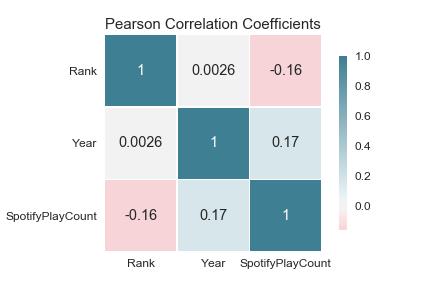 Pearson Correlation Coefficients
Rank 1 0.0026 -0.16
Year 0.0026 1 0.17
SpotifyPlayCount -0.16 0.17 1
Rank Year SpotifyPlayCount
1.0
0.8
0.6
0.4
0.2
0.0